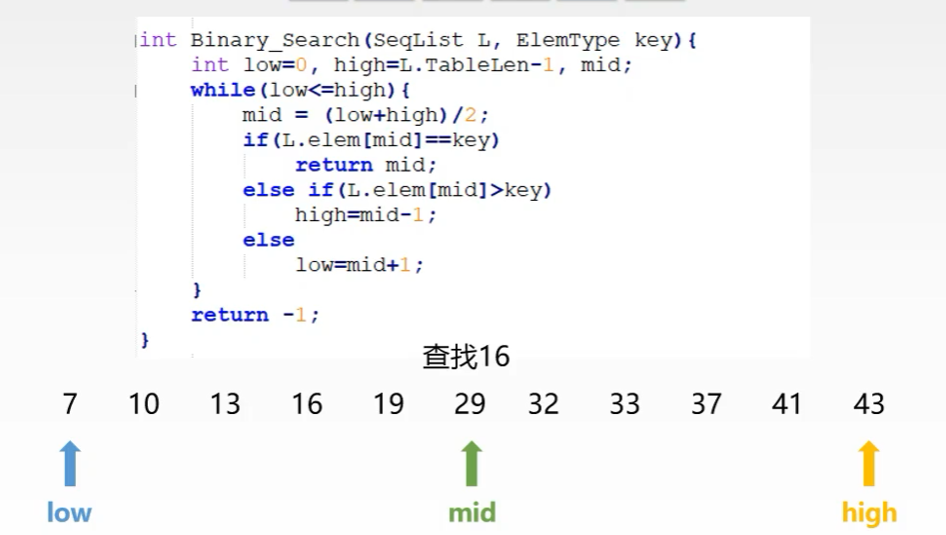 int Binary_Search(SeqList L, ElemType key){
int low=0, high=L.TableLen-1, mid;
while(low<=high){
mid = (low+high)/2;
if(L.elem[mid]==key)
return mid;
else if(L.elem[mid]>key)
high=mid-1;
else
low=mid+1;
}
return -1;
}
查找16
7 10 13 16 19 29 32 33 37 41 43
low mid high